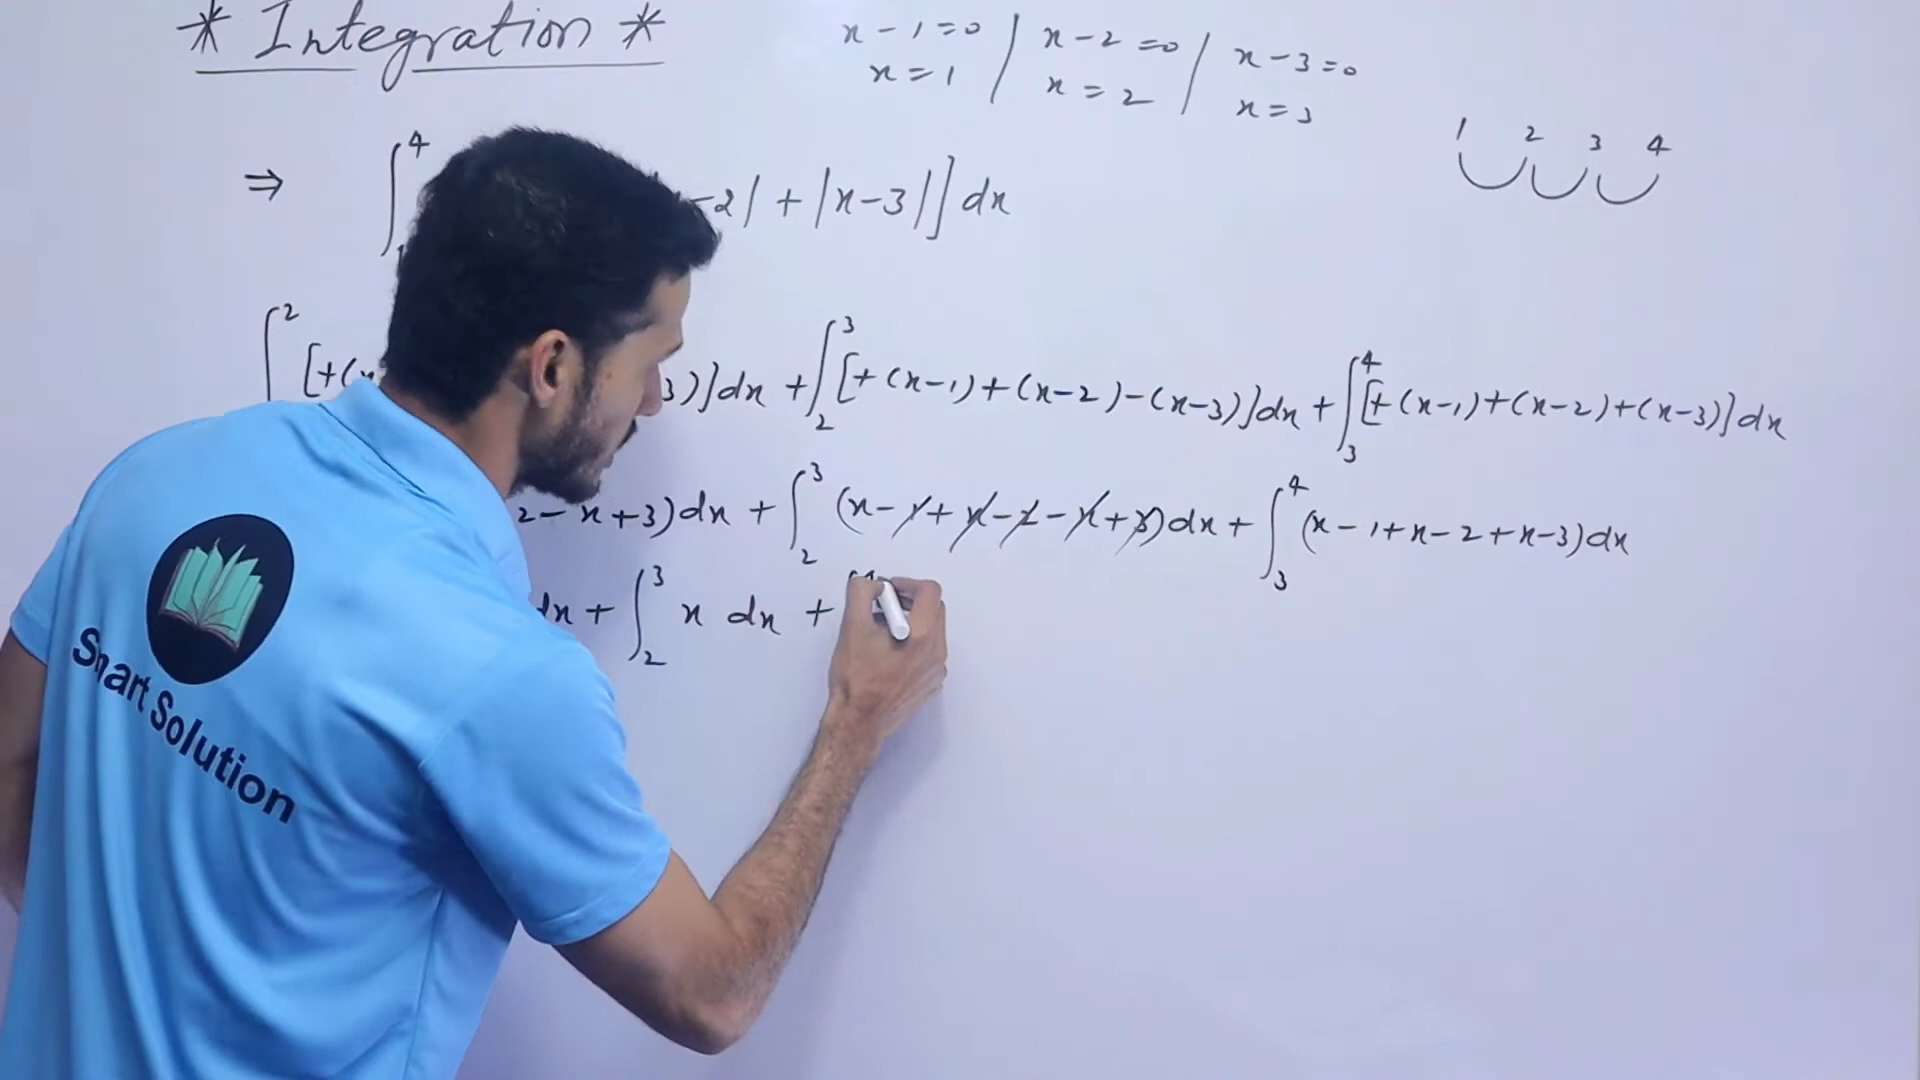 * Integration *
x-1=0 / x-2=0 / x-3=0
x=1 x=2 x=3
1 2 3 4
⇒ ∫ 4 -2|+|x-3|]dx
∫ 2 [+(x 3)]dx + ∫ 3 2 [+(x-1)+(x-2)-(x-3)]dx + ∫ 4 3 [+(x-1)+(x-2)+(x-3)]dx
2-x+3)dx + ∫ 3 2 (x-1+x-2-x+3)dx + ∫ 4 3 (x-1+x-2+x-3)dx
dx + ∫ 3 2 x dx +
Smart Solution